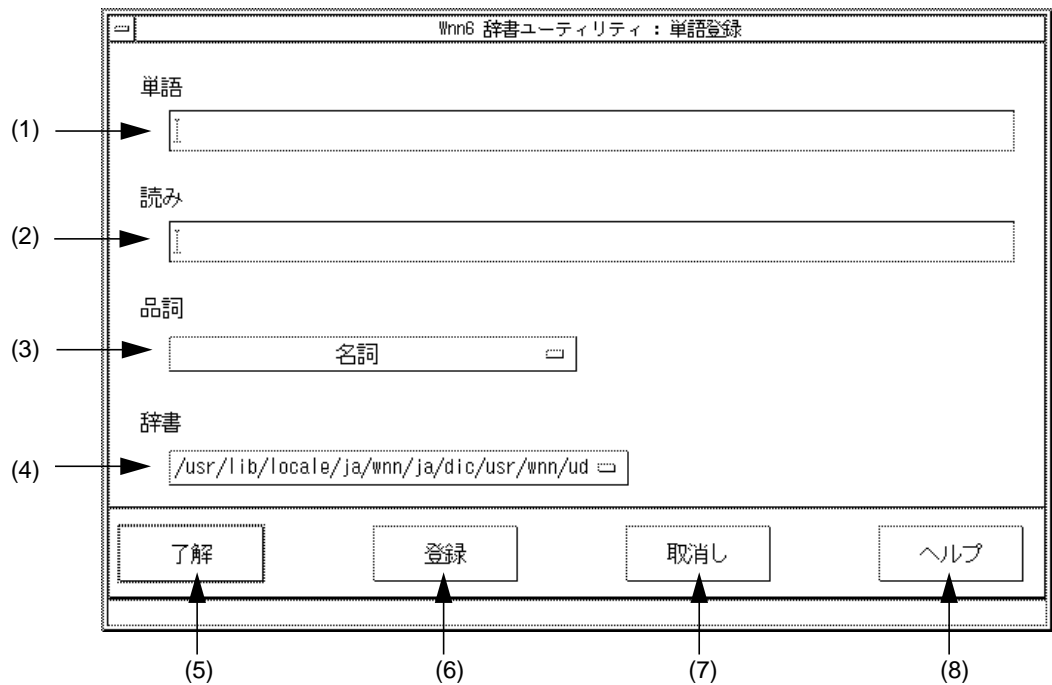 Wnn6 辞書ユーティリティ : 単語登録
単語
(1)
読み
(2)
品詞
(3) 名詞
辞書
(4) /usr/lib/locale/ja/wnn/ja/dic/usr/wnn/ud
了解 登録 取消し ヘルプ
(5) (6) (7) (8)